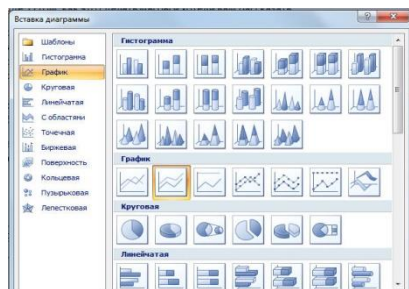 Вставка диаграммы
Шаблоны
Гистограмма
График
Круговая
Линейчатая
С областями
Точечная
Биржевая
Поверхность
Кольцевая
Пузырьковая
Лепестковая
Гистограмма
График
Круговая
Линейчатая